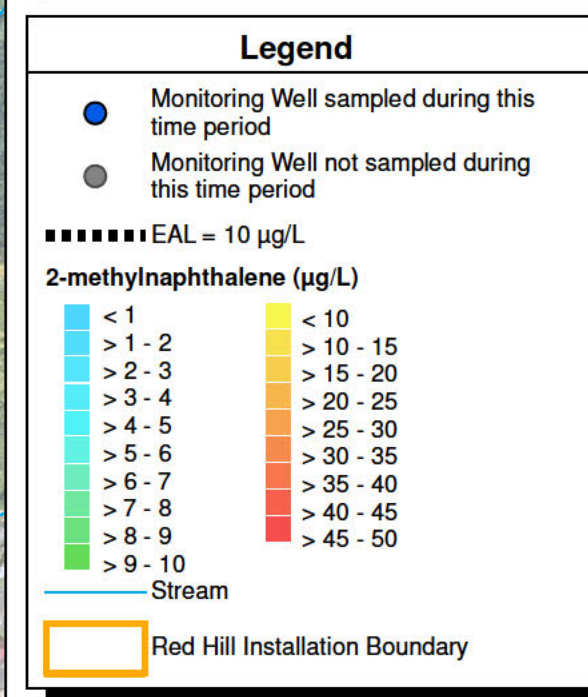 Legend
Monitoring Well sampled during this
time period
Monitoring Well not sampled during
this time period
EAL = 10 µg/L
2-methylnaphthalene (µg/L)
< 1
> 1 - 2
> 2 - 3
> 3 - 4
> 4 - 5
> 5 - 6
> 6 - 7
> 7 - 8
> 8 - 9
> 9 - 10
< 10
> 10 - 15
> 15 - 20
> 20 - 25
> 25 - 30
> 30 - 35
> 35 - 40
> 40 - 45
> 45 - 50
Stream
Red Hill Installation Boundary